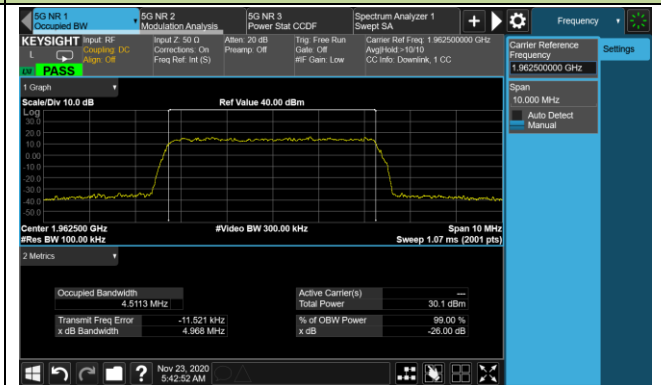 5G NR 1
Occupied BW
5G NR 2
Modulation Analysis
5G NR 3
Power Stat CCDF
Spectrum Analyzer 1
Swept SA
Frequency
KEYSIGHT
L
Input: RF
Coupling: DC
Align: Off
Input Z: 50 Ω
Corrections: On
Freq Ref: Int (S)
Atten: 20 dB
Preamp: Off
Trig: Free Run
Gate: Off
#IF Gain: Low
Carrier Ref Freq: 1.962500000 GHz
Avg|Hold:>10/10
CC Info: Downlink, 1 CC
PASS
Carrier Reference
Frequency
1.962500000 GHz
Settings
Span
10.000 MHz
Auto Detect
Manual
1 Graph
Scale/Div 10.0 dB
Ref Value 40.00 dBm
Log
30.0
20.0
10.0
0.00
-10.0
-20.0
-30.0
-40.0
-50.0
Center 1.962500 GHz
#Video BW 300.00 kHz
Span 10 MHz
#Res BW 100.00 kHz
Sweep 1.07 ms (2001 pts)
2 Metrics
Occupied Bandwidth
4.5113 MHz
Active Carrier(s)
---
Total Power
30.1 dBm
Transmit Freq Error
-11.521 kHz
% of OBW Power
99.00 %
x dB Bandwidth
4.968 MHz
x dB
-26.00 dB
Nov 23, 2020
5:42:52 AM